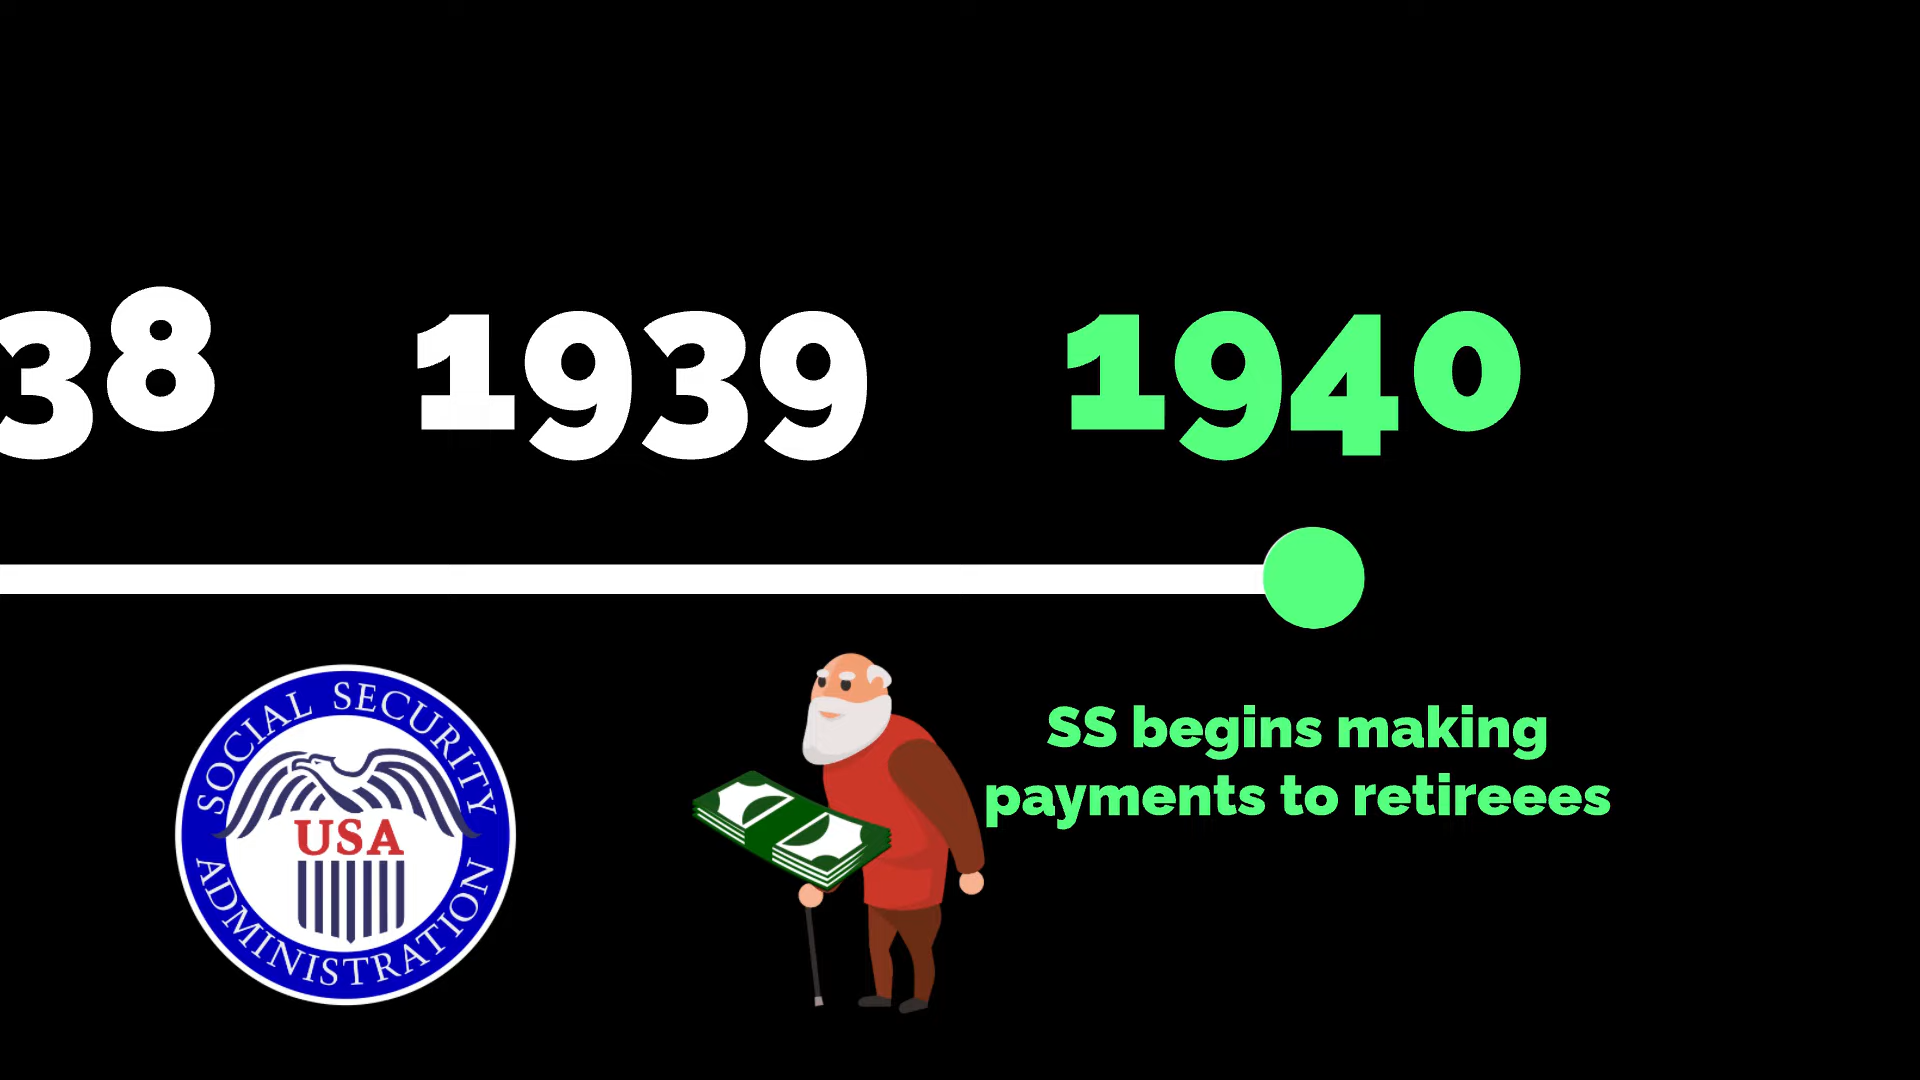 38 1939 1940
SOCIAL SECURITY
USA
ADMINISTRATION
SS begins making
payments to retireees